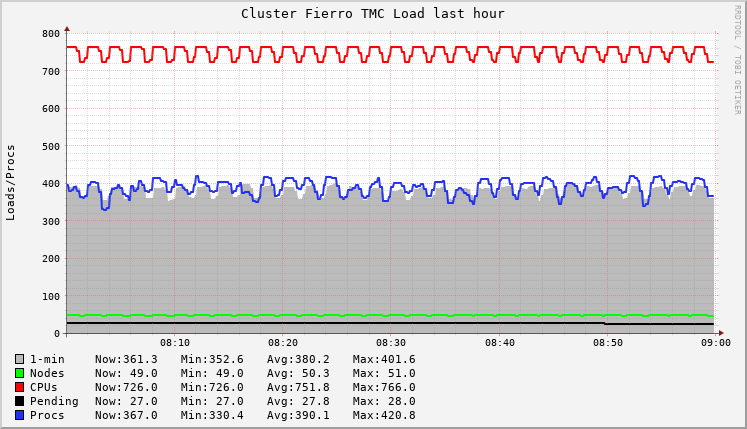 Cluster Fierro TMC Load last hour
RRDTOOL / TOBI OETIKER
Loads/Procs
800
700
600
500
400
300
200
100
0
08:10 08:20 08:30 08:40 08:50 09:00
1-min Now:361.3 Min:352.6 Avg:380.2 Max:401.6
Nodes Now: 49.0 Min: 49.0 Avg: 50.3 Max: 51.0
CPUs Now:726.0 Min:726.0 Avg:751.8 Max:766.0
Pending Now: 27.0 Min: 27.0 Avg: 27.8 Max: 28.0
Procs Now:367.0 Min:330.4 Avg:390.1 Max:420.8